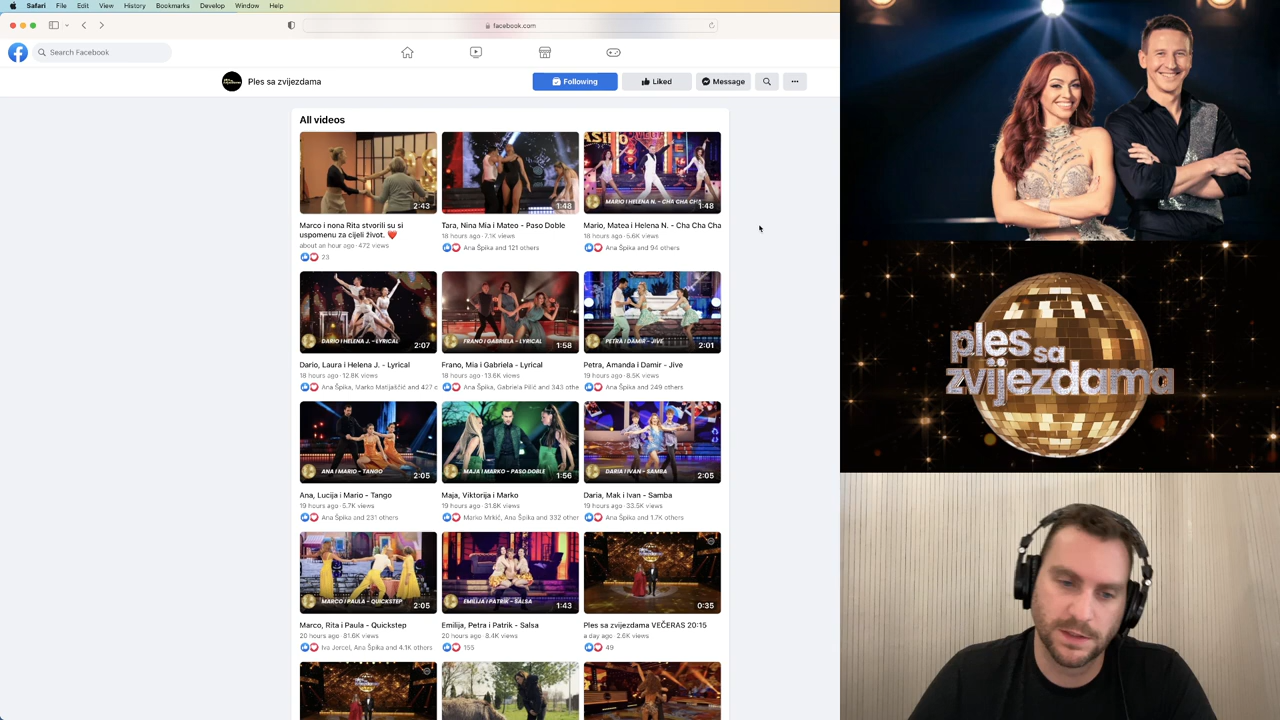 Safari File Edit View History Bookmarks Develop Window Help
facebook.com
Search Facebook
Ples sa zvijezdama
Following
Liked
Message
All videos
2:43
1:48
MARIO I HELENA N. - CHA CHA CH
1:48
Marco i nona Rita stvorili su si
uspomenu za cijeli život. ❤️
about an hour ago · 472 views
23
Tara, Nina Mia i Mateo - Paso Doble
18 hours ago · 7.1K views
Ana Špika and 121 others
Mario, Matea i Helena N. - Cha Cha Cha
18 hours ago · 5.6K views
Ana Špika and 94 others
DARIO I HELENA J. - LYRICAL
2:07
FRANO I GABRIELA - LYRICAL
1:58
PETRA I DAMIR - JIVE
2:01
Dario, Laura i Helena J. - Lyrical
18 hours ago · 12.8K views
Ana Špika, Marko Matijaščić and 427 o
Frano, Mia i Gabriela - Lyrical
18 hours ago · 13.6K views
Ana Špika, Gabriela Pilić and 343 othe
Petra, Amanda i Damir - Jive
19 hours ago · 8.5K views
Ana Špika and 249 others
ANA I MARIO - TANGO
2:05
MAJA I MARKO - PASO DOBLE
1:56
DARIA I IVAN - SAMBA
2:05
Ana, Lucija i Mario - Tango
19 hours ago · 5.7K views
Ana Špika and 231 others
Maja, Viktorija i Marko
19 hours ago · 31.6K views
Marko Mrkić, Ana Špika and 332 other
Daria, Mak i Ivan - Samba
19 hours ago · 33.5K views
Ana Špika and 1.7K others
MARCO I PAULA - QUICKSTEP
2:05
EMILIJA I PATRIK - SALSA
1:43
0:35
Marco, Rita i Paula - Quickstep
20 hours ago · 81.6K views
Iva Jercel, Ana Špika and 4.1K others
Emilija, Petra i Patrik - Salsa
20 hours ago · 8.4K views
155
Ples sa zvijezdama VEČERAS 20:15
a day ago · 2.6K views
49
ples sa
zvijezdama